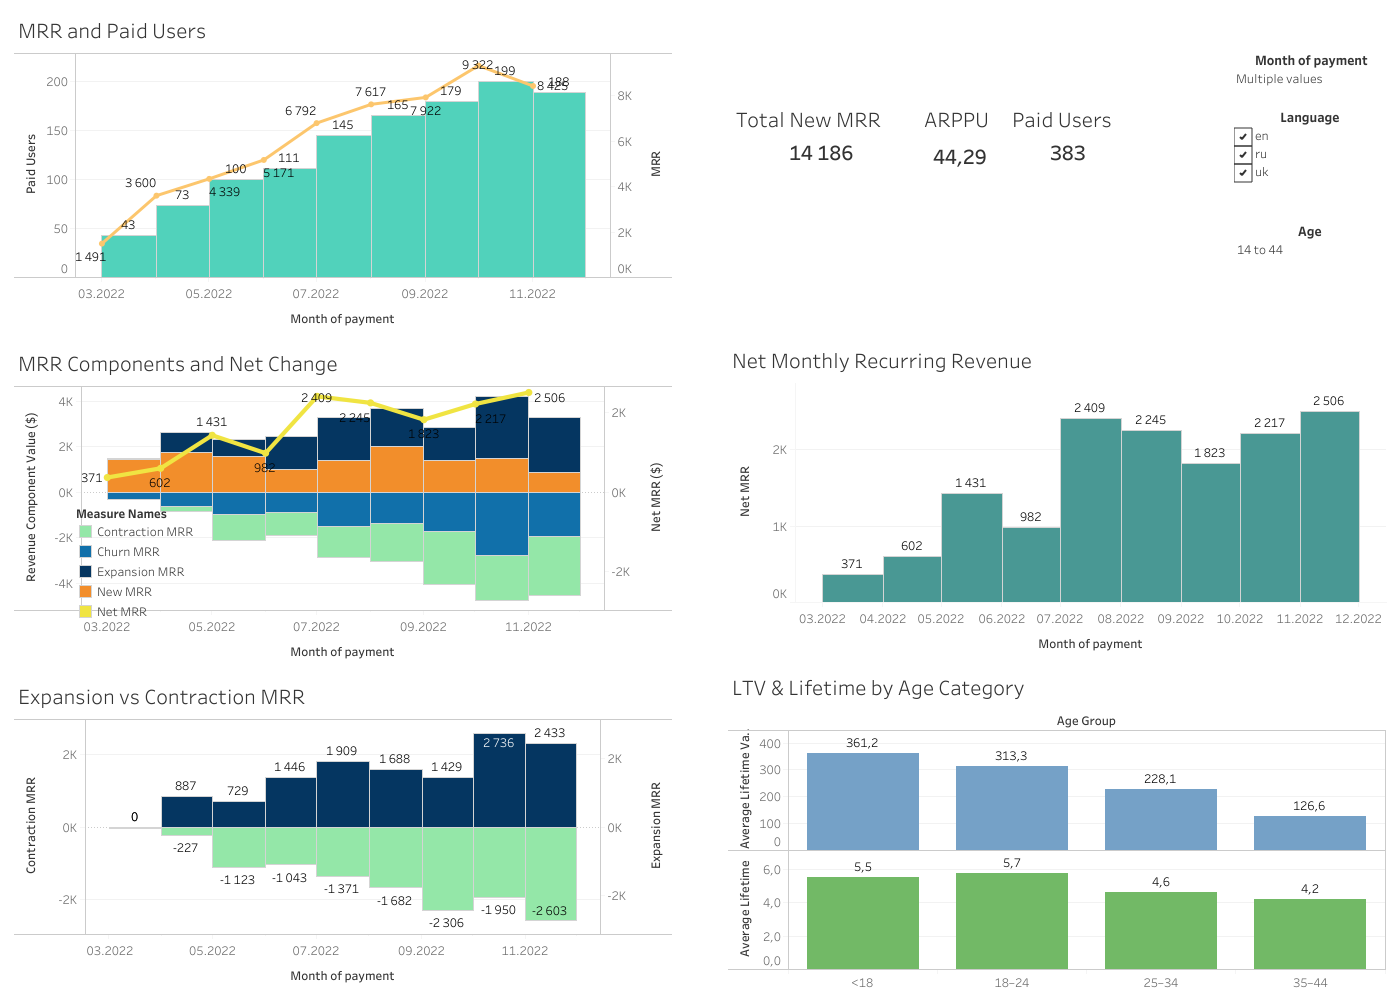 MRR and Paid Users
Paid Users
200
150
100
50
0
1 491
43
3 600
73
4 339
100
5 171
111
6 792
145
7 617
165
7 922
179
9 322
199
8 425
188
8K
6K
4K
2K
0K
MRR
03.2022
05.2022
07.2022
09.2022
11.2022
Month of payment
Total New MRR
14 186
ARPPU
44,29
Paid Users
383
Month of payment
Multiple values
Language
en
ru
uk
Age
14 to 44
MRR Components and Net Change
Revenue Component Value ($)
4K
2K
0K
-2K
-4K
371
602
1 431
982
2 409
2 245
1 823
2 217
2 506
2K
0K
-2K
Net MRR ($)
Measure Names
Contraction MRR
Churn MRR
Expansion MRR
New MRR
Net MRR
03.2022
05.2022
07.2022
09.2022
11.2022
Month of payment
Net Monthly Recurring Revenue
Net MRR
2K
1K
0K
371
602
1 431
982
2 409
2 245
1 823
2 217
2 506
03.2022
04.2022
05.2022
06.2022
07.2022
08.2022
09.2022
10.2022
11.2022
12.2022
Month of payment
Expansion vs Contraction MRR
Contraction MRR
2K
0K
-2K
0
887
729
1 446
1 909
1 688
1 429
2 736
2 433
-227
-1 123
-1 043
-1 371
-1 682
-2 306
-1 950
-2 603
2K
0K
-2K
Expansion MRR
03.2022
05.2022
07.2022
09.2022
11.2022
Month of payment
LTV & Lifetime by Age Category
Age Group
Average Lifetime Va..
400
300
200
100
0
361,2
313,3
228,1
126,6
Average Lifetime
6,0
4,0
2,0
0,0
5,5
5,7
4,6
4,2
<18
18–24
25–34
35–44